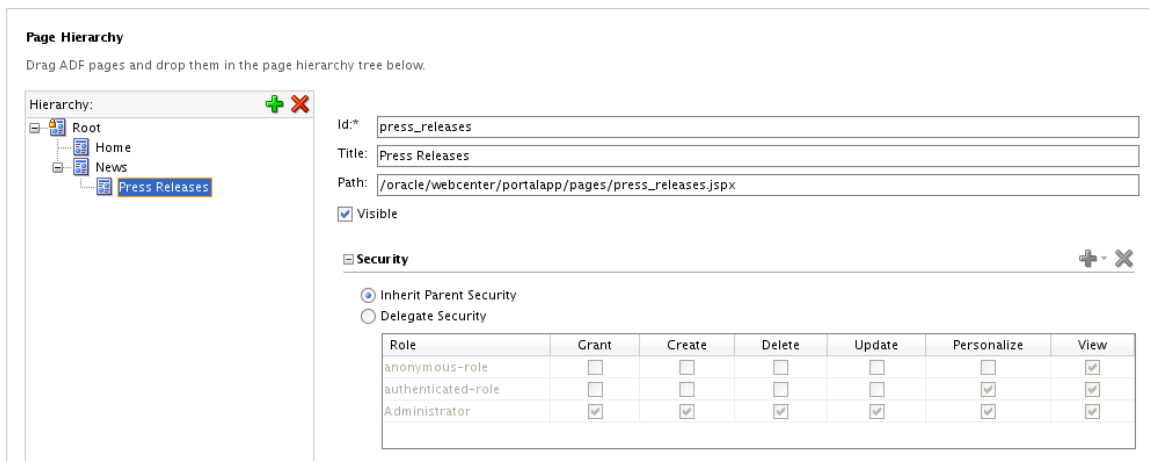 Page Hierarchy
Drag ADF pages and drop them in the page hierarchy tree below.
Hierarchy:
Root
Home
News
Press Releases
Id:* press_releases
Title: Press Releases
Path: /oracle/webcenter/portalapp/pages/press_releases.jspx
Visible
Security
Inherit Parent Security
Delegate Security
Role Grant Create Delete Update Personalize View
anonymous-role
authenticated-role
Administrator